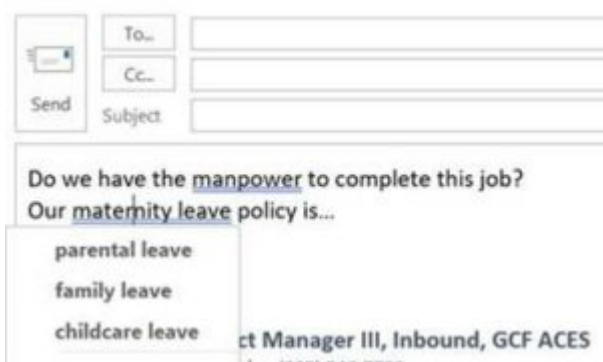 To...
Cc...
Send
Subject
Do we have the manpower to complete this job?
Our maternity leave policy is...
parental leave
family leave
childcare leave
ct Manager III, Inbound, GCF ACES